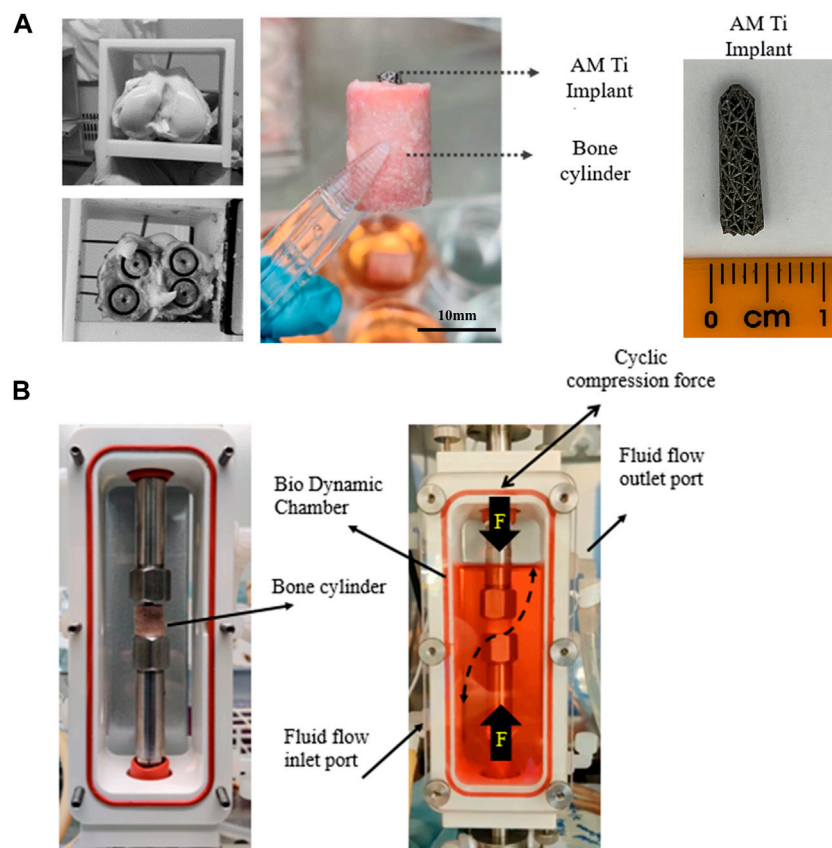 A
AM Ti
Implant
Bone
cylinder
10mm
AM Ti
Implant
0 cm 1
B
Cyclic
compression force
Bio Dynamic
Chamber
Fluid flow
outlet port
Bone cylinder
Fluid flow
inlet port
F
F